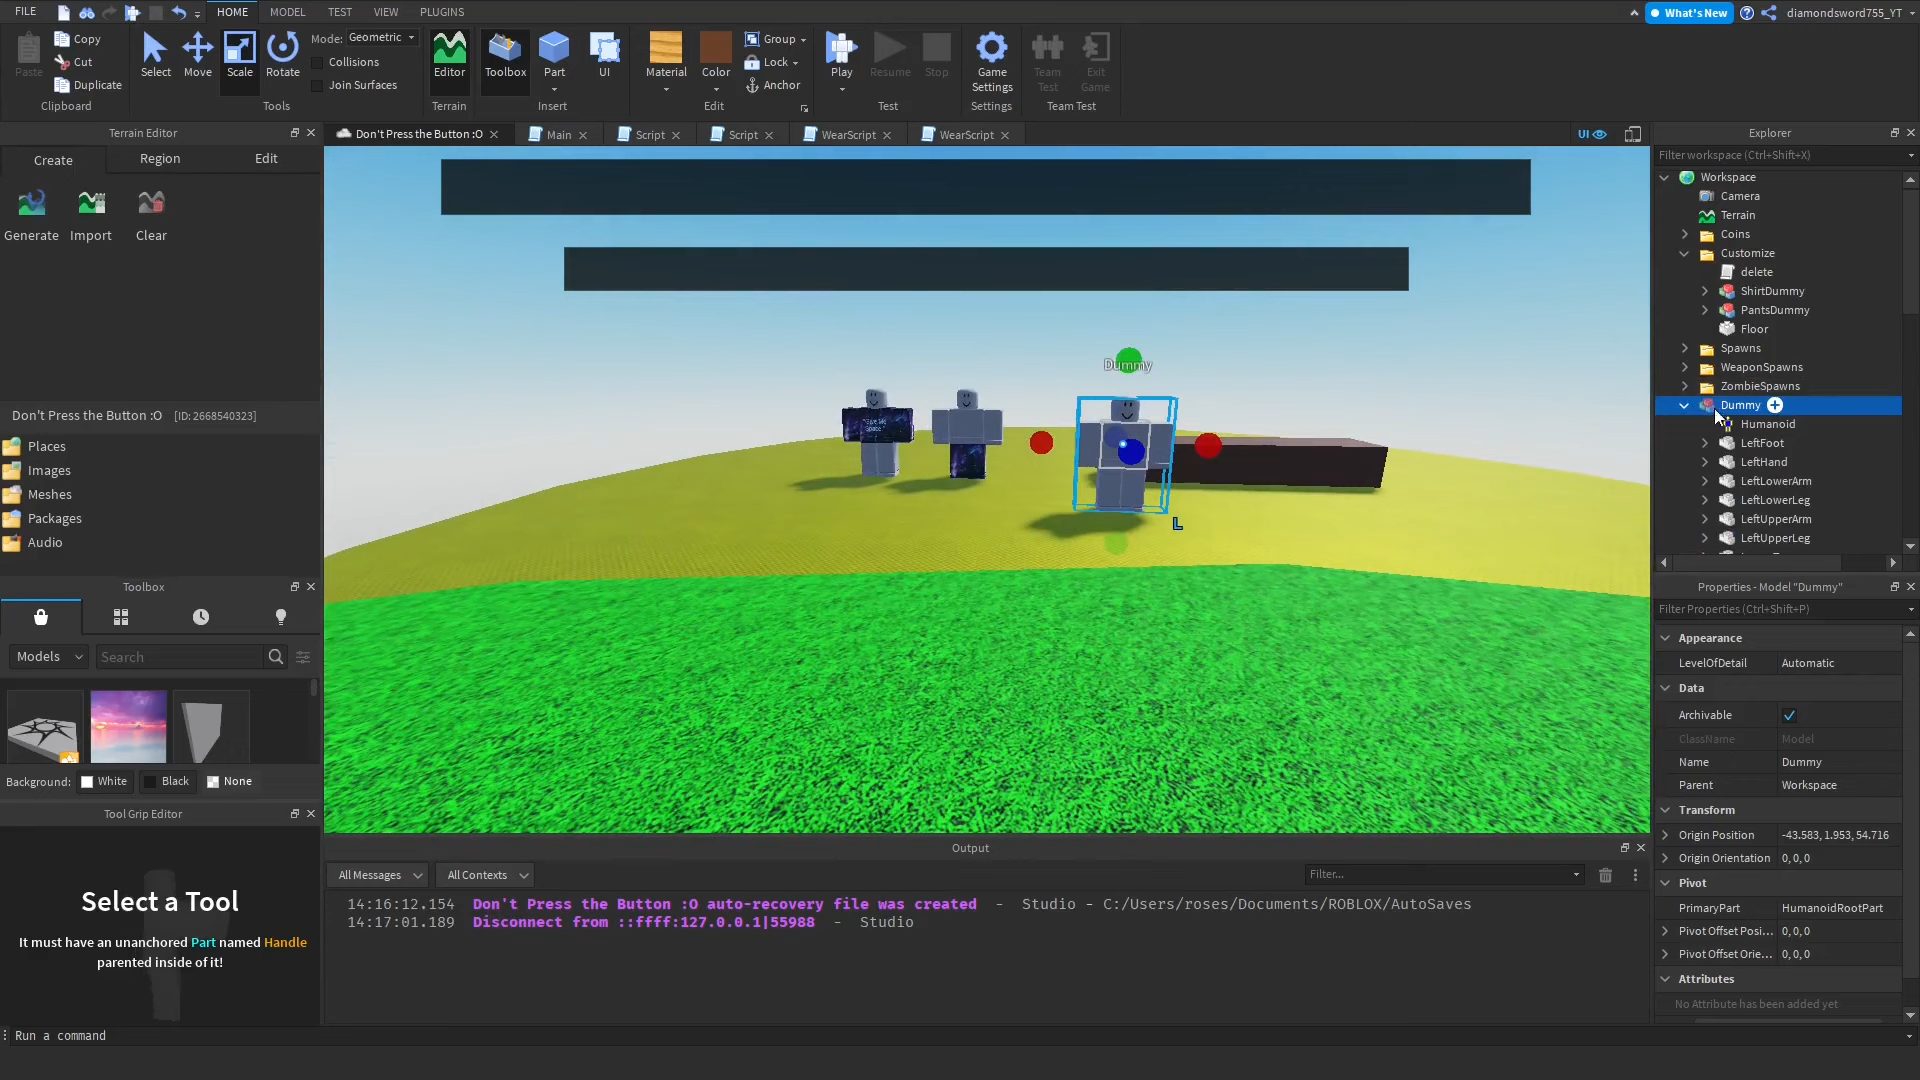 FILE HOME MODEL TEST VIEW PLUGINS What's New diamondsword755_YT
Paste Copy Cut Duplicate Clipboard
Select Move Scale Rotate Mode: Geometric Collisions Join Surfaces Tools
Editor Terrain
Toolbox Part UI Insert
Material Color Group Lock Anchor Edit
Play Resume Stop Test
Game Settings Settings
Team Test Exit Game Team Test
Terrain Editor
Create Region Edit
Generate Import Clear
Don't Press the Button :O [ID: 2668540323]
Places
Images
Meshes
Packages
Audio
Toolbox
Models Search
Background: White Black None
Tool Grip Editor
Select a Tool
It must have an unanchored Part named Handle
parented inside of it!
Don't Press the Button :O Main Script Script WearScript WearScript UI
Dummy
"Give Me
Space"
L
Output
All Messages All Contexts Filter...
14:16:12.154 Don't Press the Button :O auto-recovery file was created - Studio - C:/Users/roses/Documents/ROBLOX/AutoSaves
14:17:01.189 Disconnect from ::ffff:127.0.0.1|55988 - Studio
Explorer
Filter workspace (Ctrl+Shift+X)
Workspace
Camera
Terrain
Coins
Customize
delete
ShirtDummy
PantsDummy
Floor
Spawns
WeaponSpawns
ZombieSpawns
Dummy
Humanoid
LeftFoot
LeftHand
LeftLowerArm
LeftLowerLeg
LeftUpperArm
LeftUpperLeg
Properties - Model "Dummy"
Filter Properties (Ctrl+Shift+P)
Appearance
LevelOfDetail Automatic
Data
Archivable
ClassName Model
Name Dummy
Parent Workspace
Transform
Origin Position -43.583, 1.953, 54.716
Origin Orientation 0, 0, 0
Pivot
PrimaryPart HumanoidRootPart
Pivot Offset Posi... 0, 0, 0
Pivot Offset Orie... 0, 0, 0
Attributes
No Attribute has been added yet
Run a command